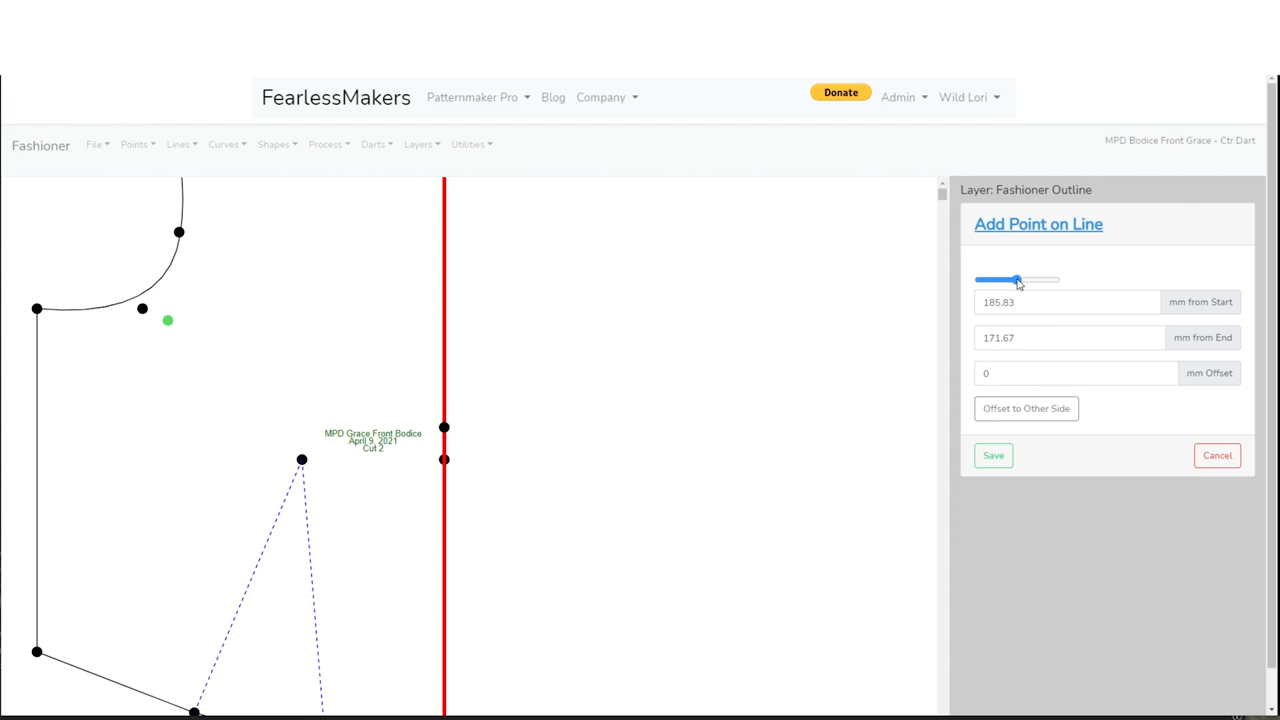 FearlessMakers Patternmaker Pro Blog Company Donate Admin Wild Lori
Fashioner File Points Lines Curves Shapes Process Darts Layers Utilities MPD Bodice Front Grace - Ctr Dart
Layer: Fashioner Outline
Add Point on Line
185.83 mm from Start
171.67 mm from End
0 mm Offset
Offset to Other Side
Save Cancel
MPD Grace Front Bodice
April 9, 2021
Cut 2